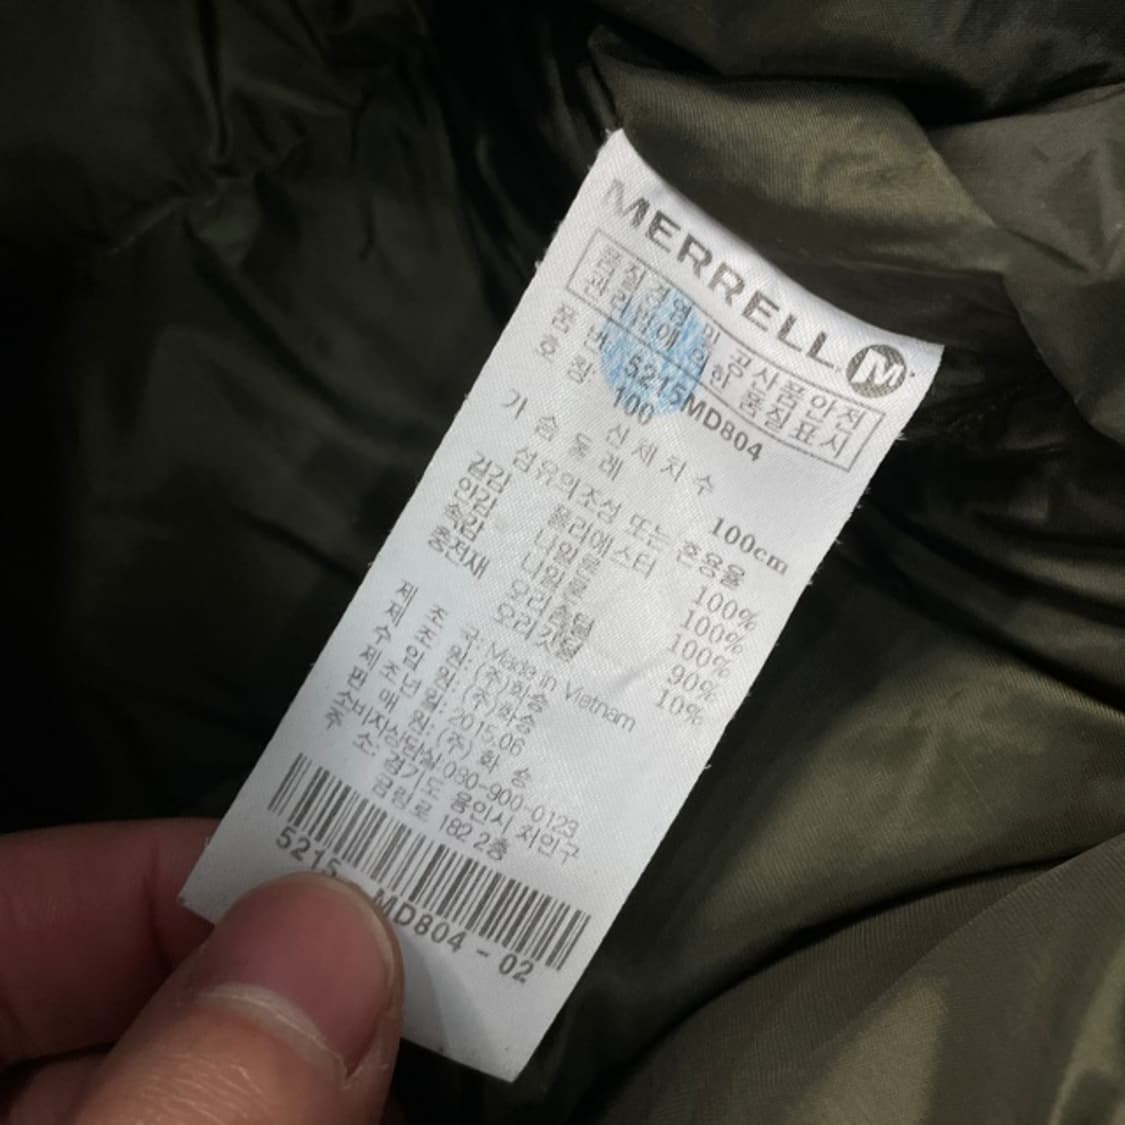 MERRELL M
품질경영 및 공산품안전
관리법에 의한 품질표시
품 번 5215MD804
호 칭 100
신 체 치 수
가 슴 둘 레 100cm
섬유의조성 또는 혼용율
겉감 폴리에스터 100%
안감 나일론 100%
속감 나일론 100%
충전재 오리솜털 90%
오리깃털 10%
제 조 국: Made in Vietnam
제 조 원: (주)화승
수 입 원: (주)화승
제 조 년 월: 2015.06
판 매 원: (주) 화 승
소비자상담실:080-900-0123
주 소: 경기도 용인시 처인구
금령로 182 2층
5215 MD804 - 02